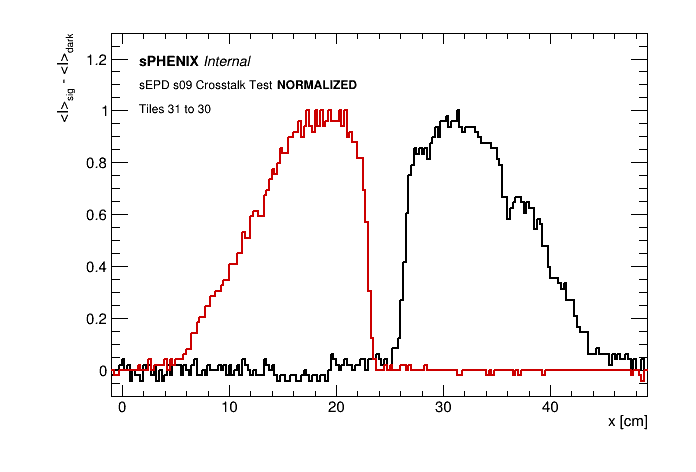 <I>sig - <I>dark
sPHENIX Internal
sEPD s09 Crosstalk Test NORMALIZED
Tiles 31 to 30
1.2
1
0.8
0.6
0.4
0.2
0
0 10 20 30 40
x [cm]